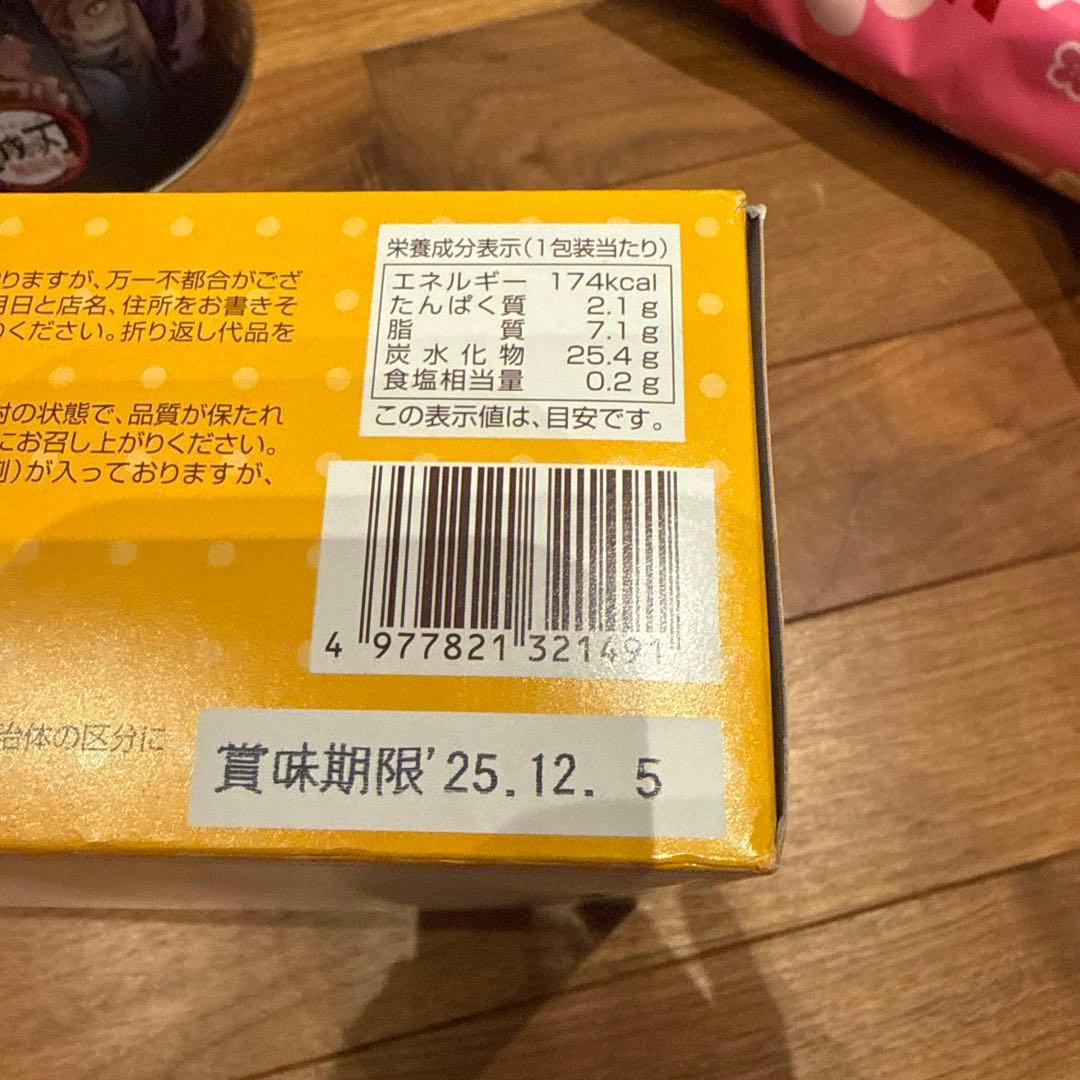 りますが、万一不都合がござ
月日と店名、住所をお書きそ
りください。折り返し代品を
封の状態で、品質が保たれ
にお召し上がりください。
剤)が入っておりますが、
栄養成分表示(1包装当たり)
エネルギー 174kcal
たんぱく質 2.1g
脂質 7.1g
炭水化物 25.4g
食塩相当量 0.2g
この表示値は、目安です。
4 977821 321491
治体の区分に
賞味期限'25.12. 5